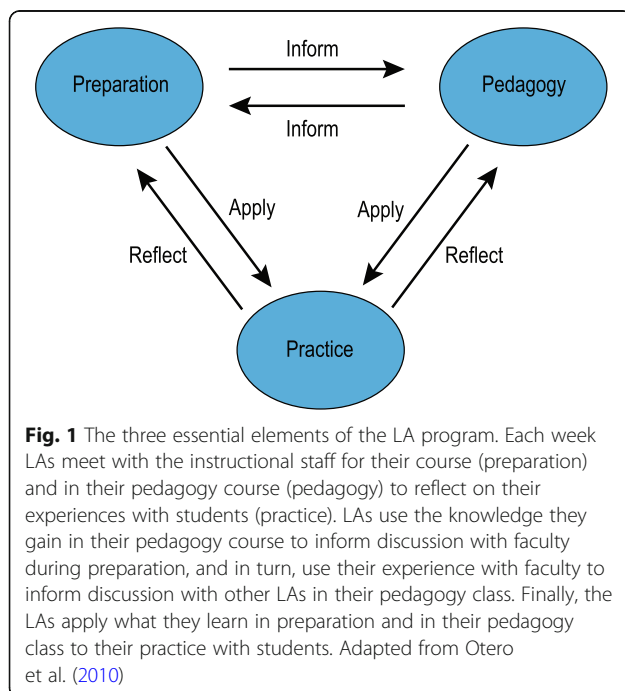 Inform
Preparation
Pedagogy
Inform
Apply
Apply
Reflect
Reflect
Practice
Fig. 1 The three essential elements of the LA program. Each week
LAs meet with the instructional staff for their course (preparation)
and in their pedagogy course (pedagogy) to reflect on their
experiences with students (practice). LAs use the knowledge they
gain in their pedagogy course to inform discussion with faculty
during preparation, and in turn, use their experience with faculty to
inform discussion with other LAs in their pedagogy class. Finally, the
LAs apply what they learn in preparation and in their pedagogy
class to their practice with students. Adapted from Otero
et al. (2010)